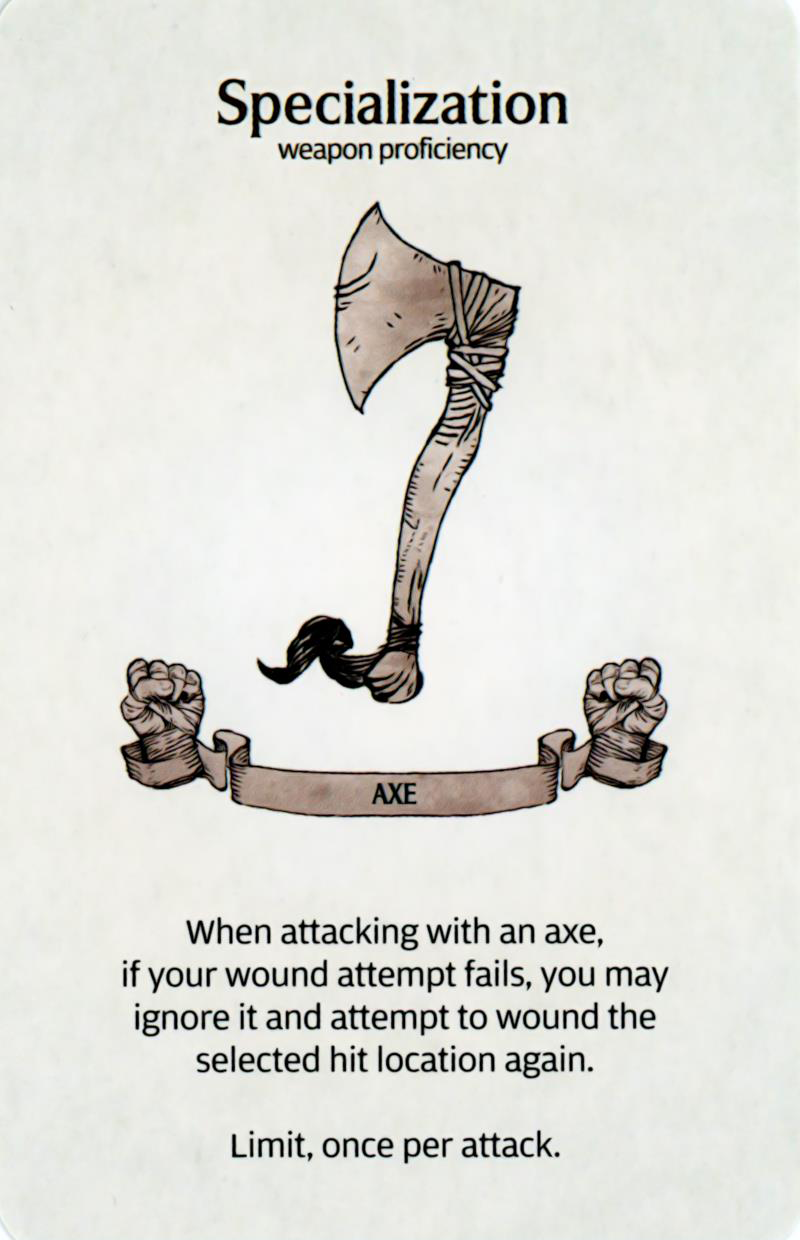 Specialization
weapon proficiency
AXE
When attacking with an axe,
if your wound attempt fails, you may
ignore it and attempt to wound the
selected hit location again.
Limit, once per attack.